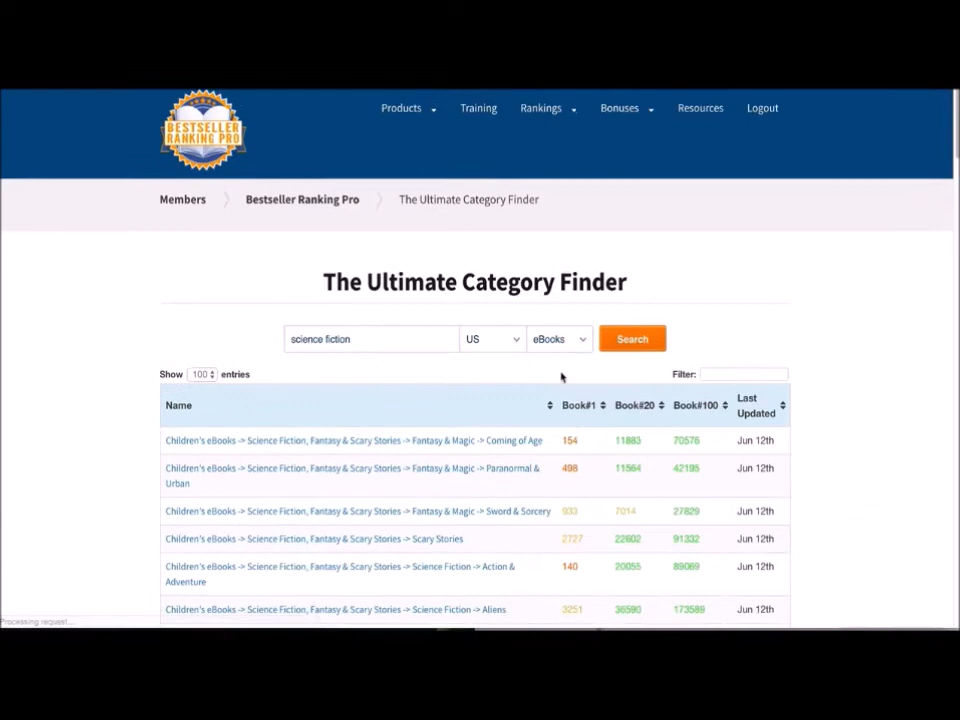 Products Training Rankings Bonuses Resources Logout
BESTSELLER
RANKING PRO
Members Bestseller Ranking Pro The Ultimate Category Finder
The Ultimate Category Finder
science fiction US eBooks Search
Show 100 entries Filter:
Name Book#1 Book#20 Book#100 Last
Updated
Children's eBooks -> Science Fiction, Fantasy & Scary Stories -> Fantasy & Magic -> Coming of Age 154 11883 70576 Jun 12th
Children's eBooks -> Science Fiction, Fantasy & Scary Stories -> Fantasy & Magic -> Paranormal & 498 11564 42195 Jun 12th
Urban
Children's eBooks -> Science Fiction, Fantasy & Scary Stories -> Fantasy & Magic -> Sword & Sorcery 933 7014 27829 Jun 12th
Children's eBooks -> Science Fiction, Fantasy & Scary Stories -> Scary Stories 2727 22602 91332 Jun 12th
Children's eBooks -> Science Fiction, Fantasy & Scary Stories -> Science Fiction -> Action & 140 20055 89069 Jun 12th
Adventure
Children's eBooks -> Science Fiction, Fantasy & Scary Stories -> Science Fiction -> Aliens 3251 36590 173589 Jun 12th
Processing request...